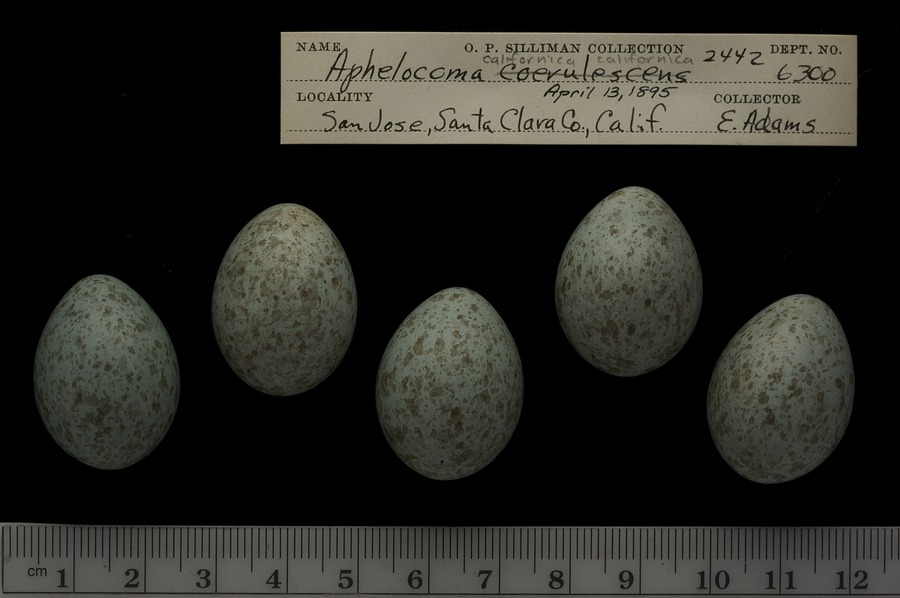 NAME O. P. SILLIMAN COLLECTION 2442 DEPT. NO.
californica californica
Aphelocoma coerulescens 6300
LOCALITY April 13, 1895 COLLECTOR
San Jose, Santa Clara Co., Calif. E. Adams
cm 1 2 3 4 5 6 7 8 9 10 11 12